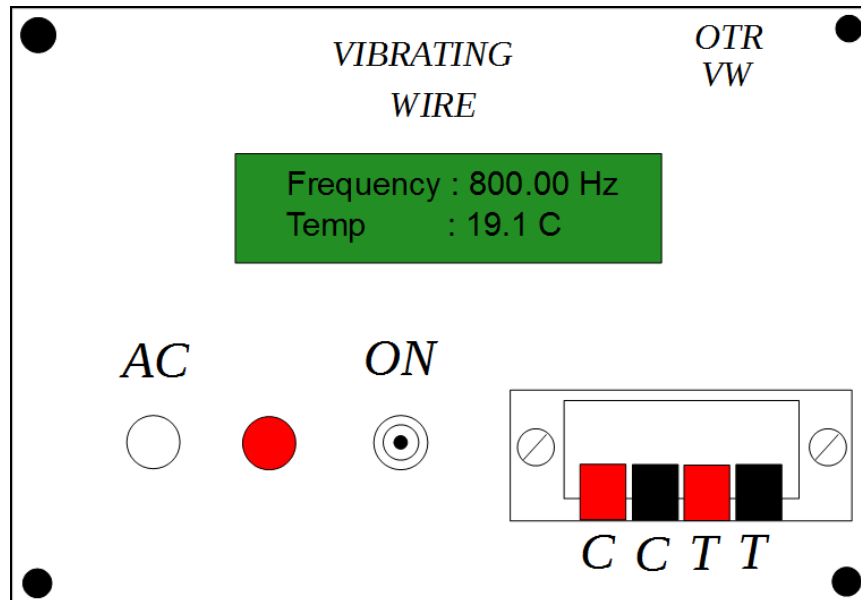 VIBRATING
WIRE
OTR
VW
Frequency : 800.00 Hz
Temp : 19.1 C
AC
ON
C C T T